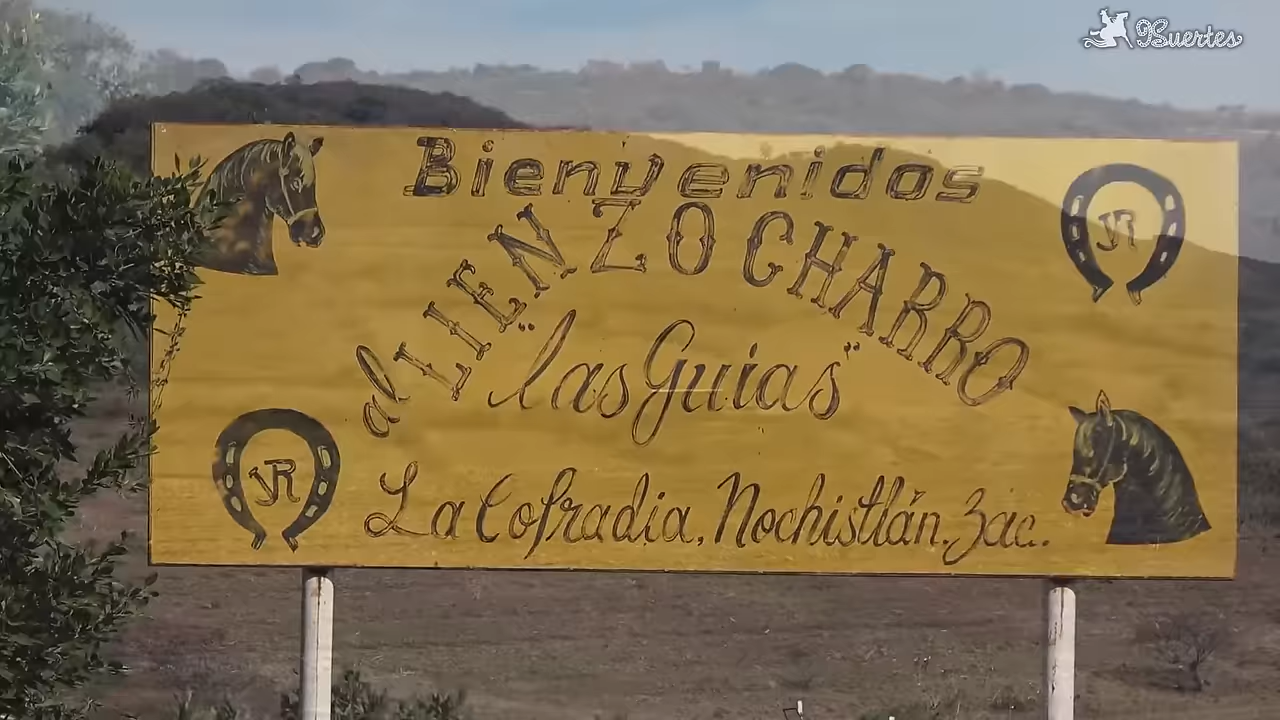 9Suertes
Bienvenidos
al LIENZO CHARRO
"las Guias"
JR
JR
La Cofradia, Nochistlán. Zac.